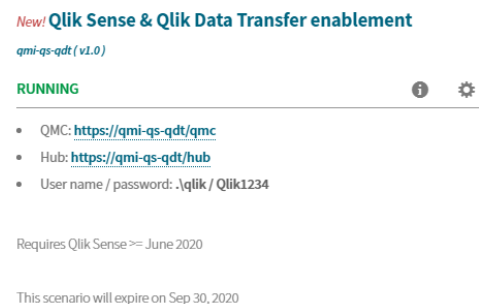 New! Qlik Sense & Qlik Data Transfer enablement
qmi-qs-qdt ( v1.0 )
RUNNING
QMC: https://qmi-qs-qdt/qmc
Hub: https://qmi-qs-qdt/hub
User name / password: .\qlik / Qlik1234
Requires Qlik Sense >= June 2020
This scenario will expire on Sep 30, 2020